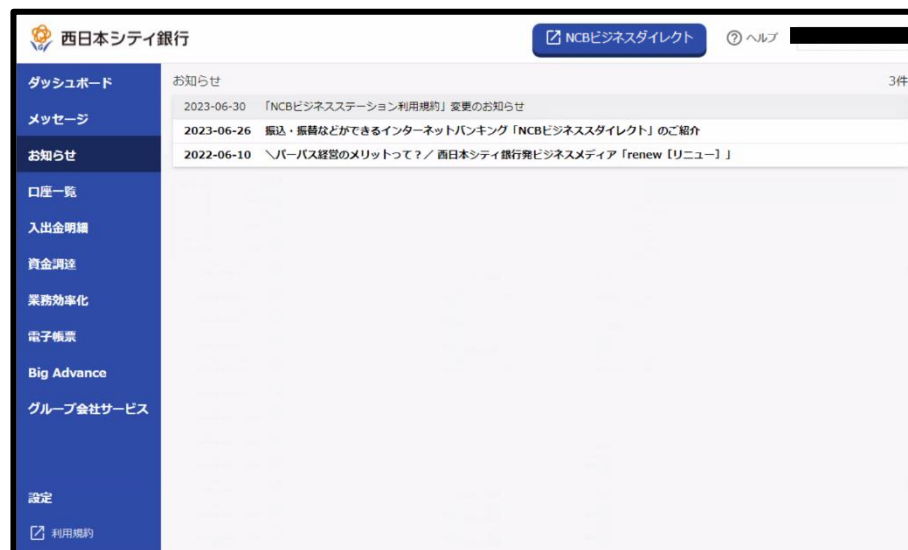 西日本シティ銀行
NCBビジネスダイレクト
ヘルプ
ダッシュボード
メッセージ
お知らせ
口座一覧
入出金明細
資金調達
業務効率化
電子帳票
Big Advance
グループ会社サービス
設定
利用規約
お知らせ 3件
2023-06-30 「NCBビジネスステーション利用規約」変更のお知らせ
2023-06-26 振込・振替などができるインターネットバンキング「NCBビジネスダイレクト」のご紹介
2022-06-10 ＼パーパス経営のメリットって？／ 西日本シティ銀行発ビジネスメディア「renew［リニュー］」